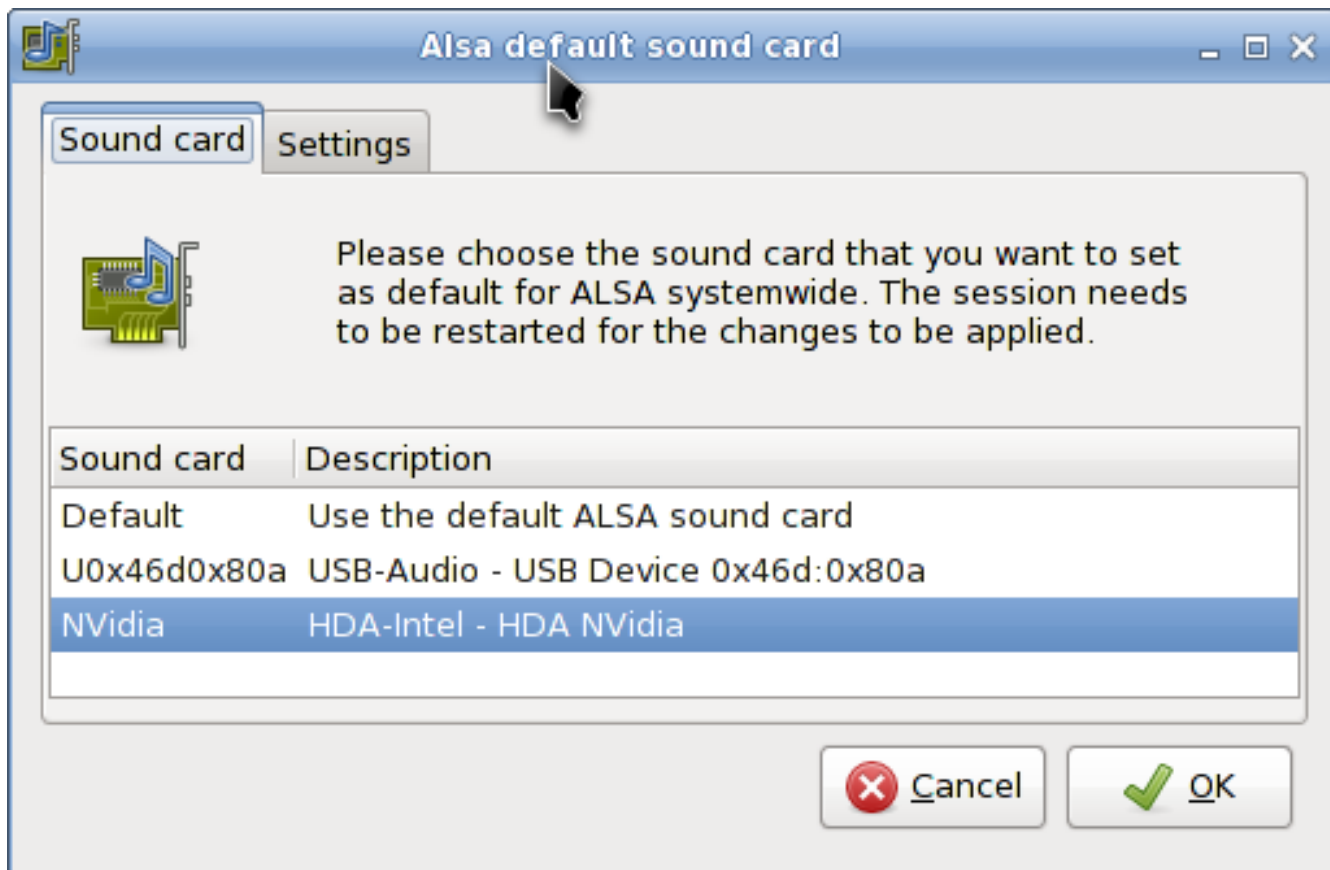 Alsa default sound card
Sound card Settings
Please choose the sound card that you want to set
as default for ALSA systemwide. The session needs
to be restarted for the changes to be applied.
Sound card Description
Default Use the default ALSA sound card
U0x46d0x80a USB-Audio - USB Device 0x46d:0x80a
NVidia HDA-Intel - HDA NVidia
Cancel OK